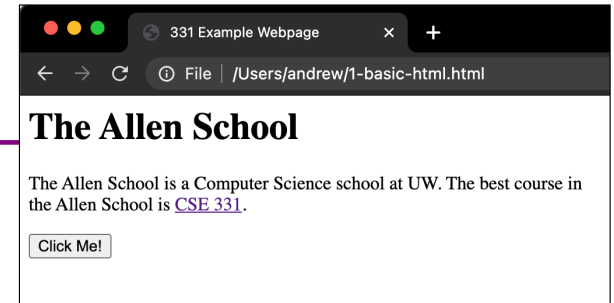 331 Example Webpage
File | /Users/andrew/1-basic-html.html
The Allen School
The Allen School is a Computer Science school at UW. The best course in
the Allen School is CSE 331.
Click Me!